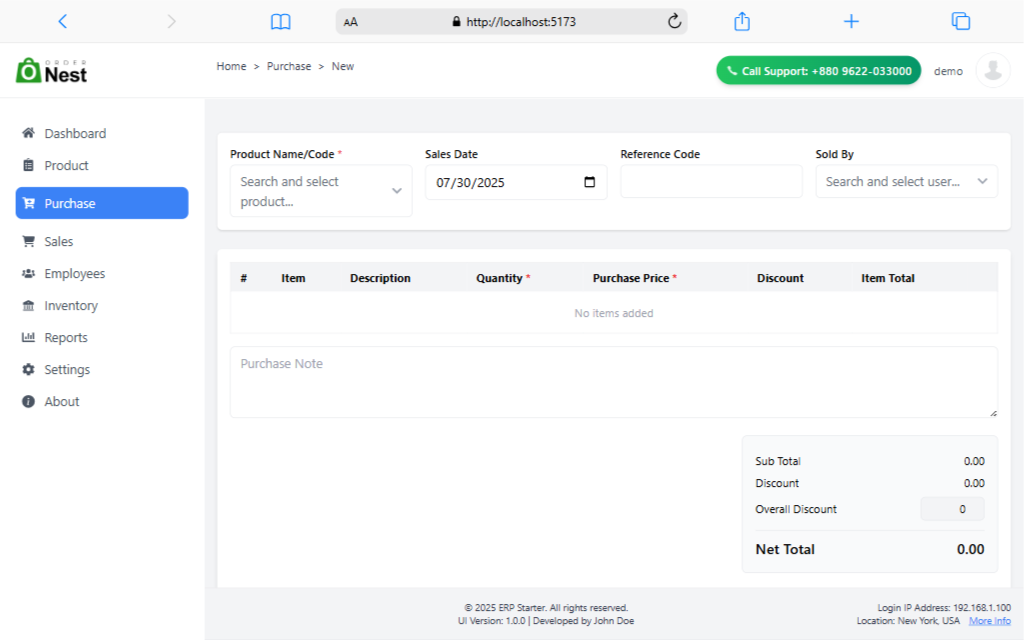 AA http://localhost:5173
ORDER
Nest
Home > Purchase > New
Call Support: +880 9622-033000
demo
Dashboard
Product
Purchase
Sales
Employees
Inventory
Reports
Settings
About
Product Name/Code *
Search and select
product...
Sales Date
07/30/2025
Reference Code
Sold By
Search and select user...
# Item Description Quantity * Purchase Price * Discount Item Total
No items added
Purchase Note
Sub Total 0.00
Discount 0.00
Overall Discount 0
Net Total 0.00
© 2025 ERP Starter. All rights reserved.
UI Version: 1.0.0 | Developed by John Doe
Login IP Address: 192.168.1.100
Location: New York, USA More Info